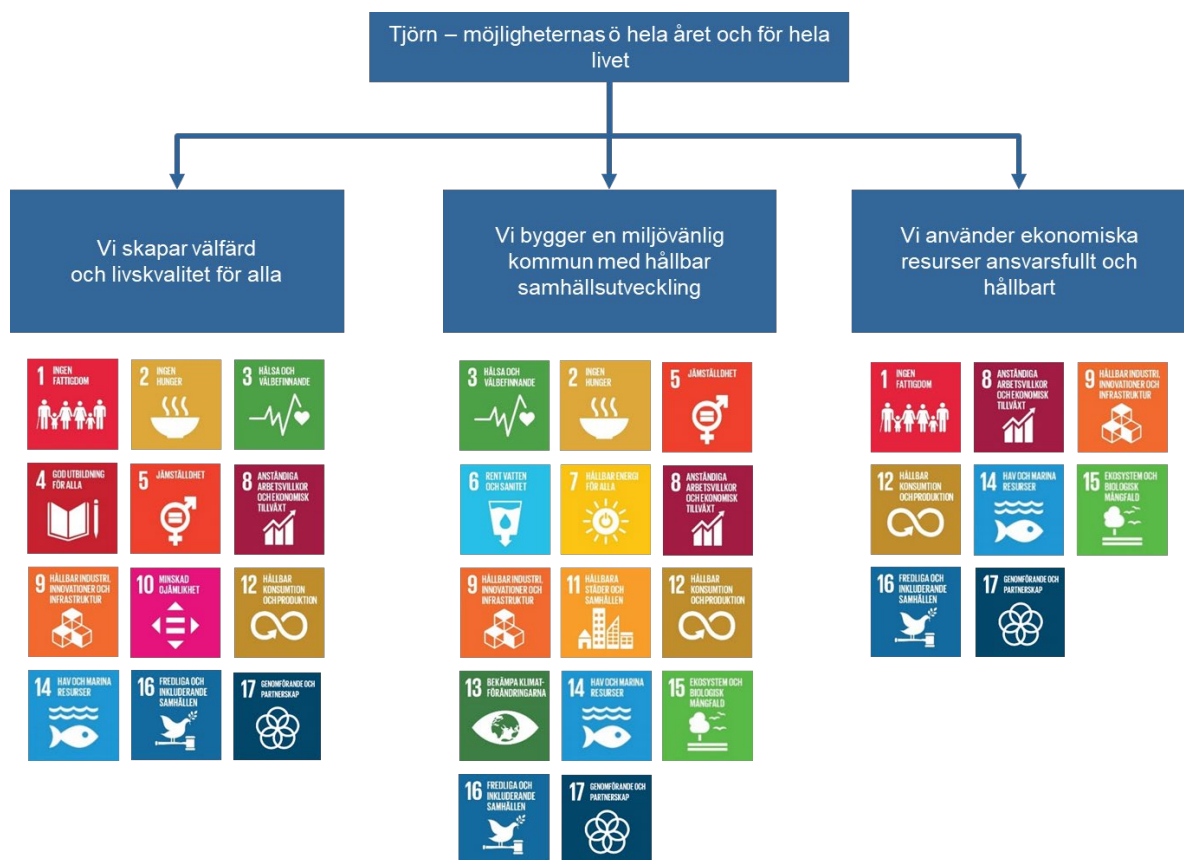 Tjörn – möjligheternas ö hela året och för hela
livet
Vi skapar välfärd
och livskvalitet för alla
Vi bygger en miljövänlig
kommun med hållbar
samhällsutveckling
Vi använder ekonomiska
resurser ansvarsfullt och
hållbart
1 INGEN
FATTIGDOM
2 INGEN
HUNGER
3 HÄLSA OCH
VÄLBEFINNANDE
4 GOD UTBILDNING
FÖR ALLA
5 JÄMSTÄLLDHET
8 ANSTÄNDIGA
ARBETSVILLKOR
OCH EKONOMISK
TILLVÄXT
9 HÅLLBAR INDUSTRI,
INNOVATIONER OCH
INFRASTRUKTUR
10 MINSKAD
OJÄMLIKHET
12 HÅLLBAR
KONSUMTION
OCH PRODUKTION
14 HAV OCH MARINA
RESURSER
16 FREDLIGA OCH
INKLUDERANDE
SAMHÄLLEN
17 GENOMFÖRANDE OCH
PARTNERSKAP
3 HÄLSA OCH
VÄLBEFINNANDE
2 INGEN
HUNGER
5 JÄMSTÄLLDHET
6 RENT VATTEN
OCH SANITET
7 HÅLLBAR ENERGI
FÖR ALLA
8 ANSTÄNDIGA
ARBETSVILLKOR
OCH EKONOMISK
TILLVÄXT
9 HÅLLBAR INDUSTRI,
INNOVATIONER OCH
INFRASTRUKTUR
11 HÅLLBARA
STÄDER OCH
SAMHÄLLEN
12 HÅLLBAR
KONSUMTION
OCH PRODUKTION
13 BEKÄMPA KLIMAT-
FÖRÄNDRINGARNA
14 HAV OCH MARINA
RESURSER
15 EKOSYSTEM OCH
BIOLOGISK
MÅNGFALD
16 FREDLIGA OCH
INKLUDERANDE
SAMHÄLLEN
17 GENOMFÖRANDE OCH
PARTNERSKAP
1 INGEN
FATTIGDOM
8 ANSTÄNDIGA
ARBETSVILLKOR
OCH EKONOMISK
TILLVÄXT
9 HÅLLBAR INDUSTRI,
INNOVATIONER OCH
INFRASTRUKTUR
12 HÅLLBAR
KONSUMTION
OCH PRODUKTION
14 HAV OCH MARINA
RESURSER
15 EKOSYSTEM OCH
BIOLOGISK
MÅNGFALD
16 FREDLIGA OCH
INKLUDERANDE
SAMHÄLLEN
17 GENOMFÖRANDE OCH
PARTNERSKAP